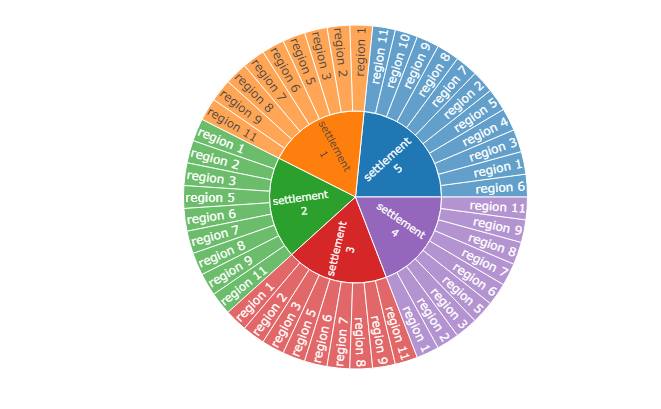 settlement
5
region 11
region 10
region 9
region 8
region 7
region 2
region 5
region 4
region 3
region 1
region 6
settlement
1
region 1
region 2
region 3
region 5
region 6
region 7
region 8
region 9
region 11
settlement
2
region 1
region 2
region 3
region 5
region 6
region 7
region 8
region 9
region 11
settlement
3
region 1
region 2
region 3
region 5
region 6
region 7
region 8
region 9
region 11
settlement
4
region 1
region 2
region 3
region 5
region 6
region 7
region 8
region 9
region 11